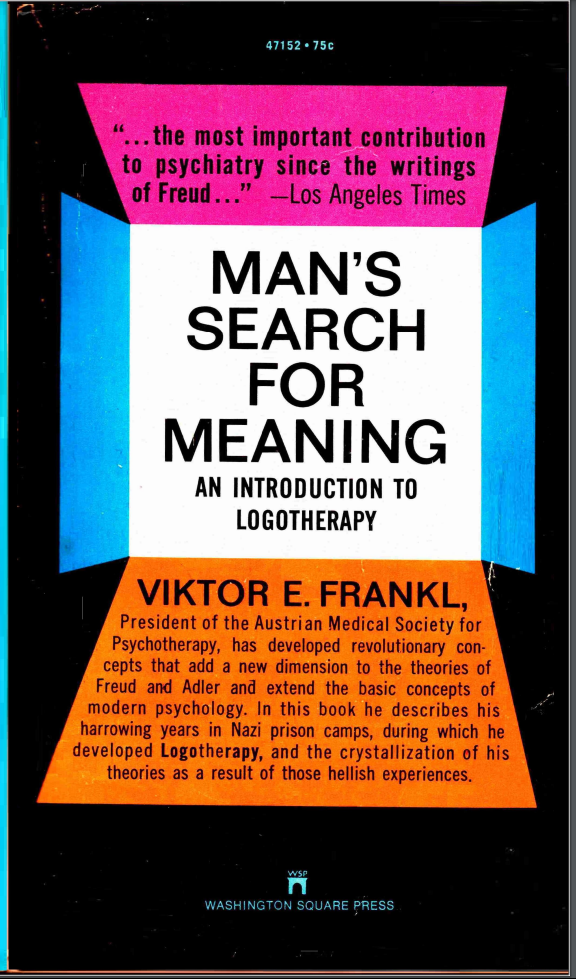 47152 • 75c
“...the most important contribution
to psychiatry since the writings
of Freud...” —Los Angeles Times
MAN’S
SEARCH
FOR
MEANING
AN INTRODUCTION TO
LOGOTHERAPY
VIKTOR E. FRANKL,
President of the Austrian Medical Society for
Psychotherapy, has developed revolutionary con-
cepts that add a new dimension to the theories of
Freud and Adler and extend the basic concepts of
modern psychology. In this book he describes his
harrowing years in Nazi prison camps, during which he
developed Logotherapy, and the crystallization of his
theories as a result of those hellish experiences.
WSP
WASHINGTON SQUARE PRESS